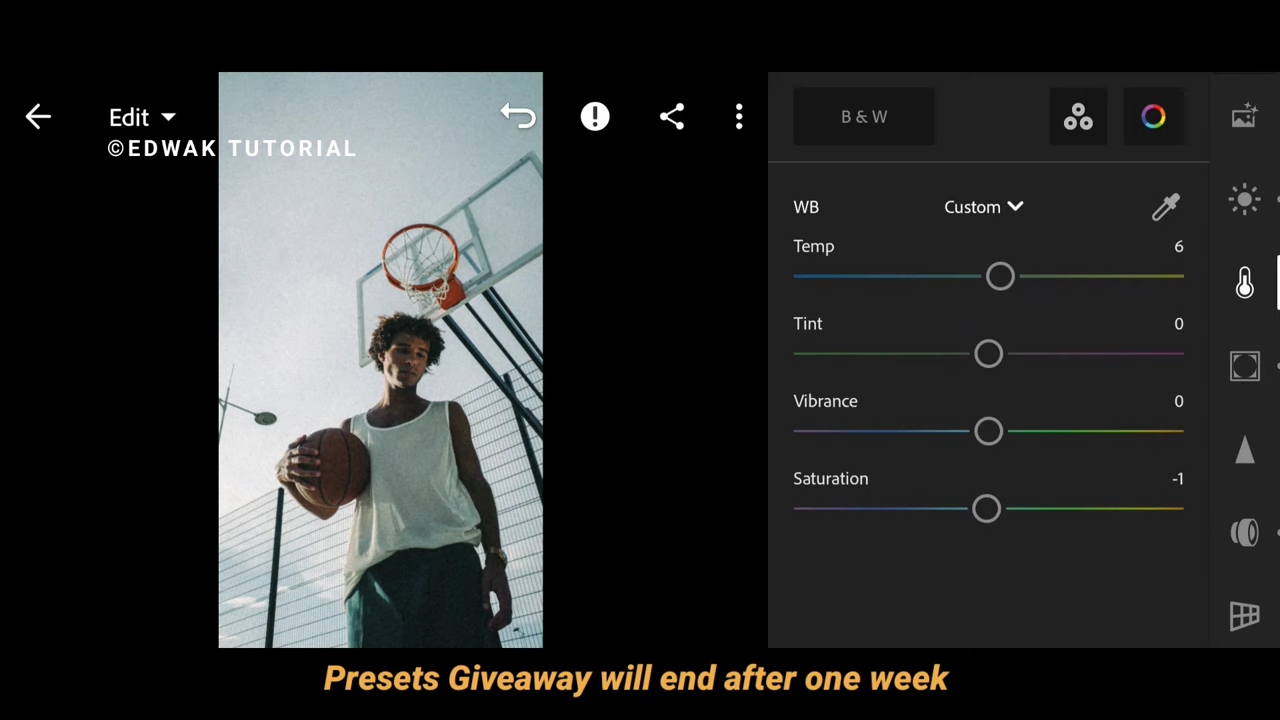 Edit
©EDWAK TUTORIAL
B & W
WB Custom
Temp 6
Tint 0
Vibrance 0
Saturation -1
Presets Giveaway will end after one week